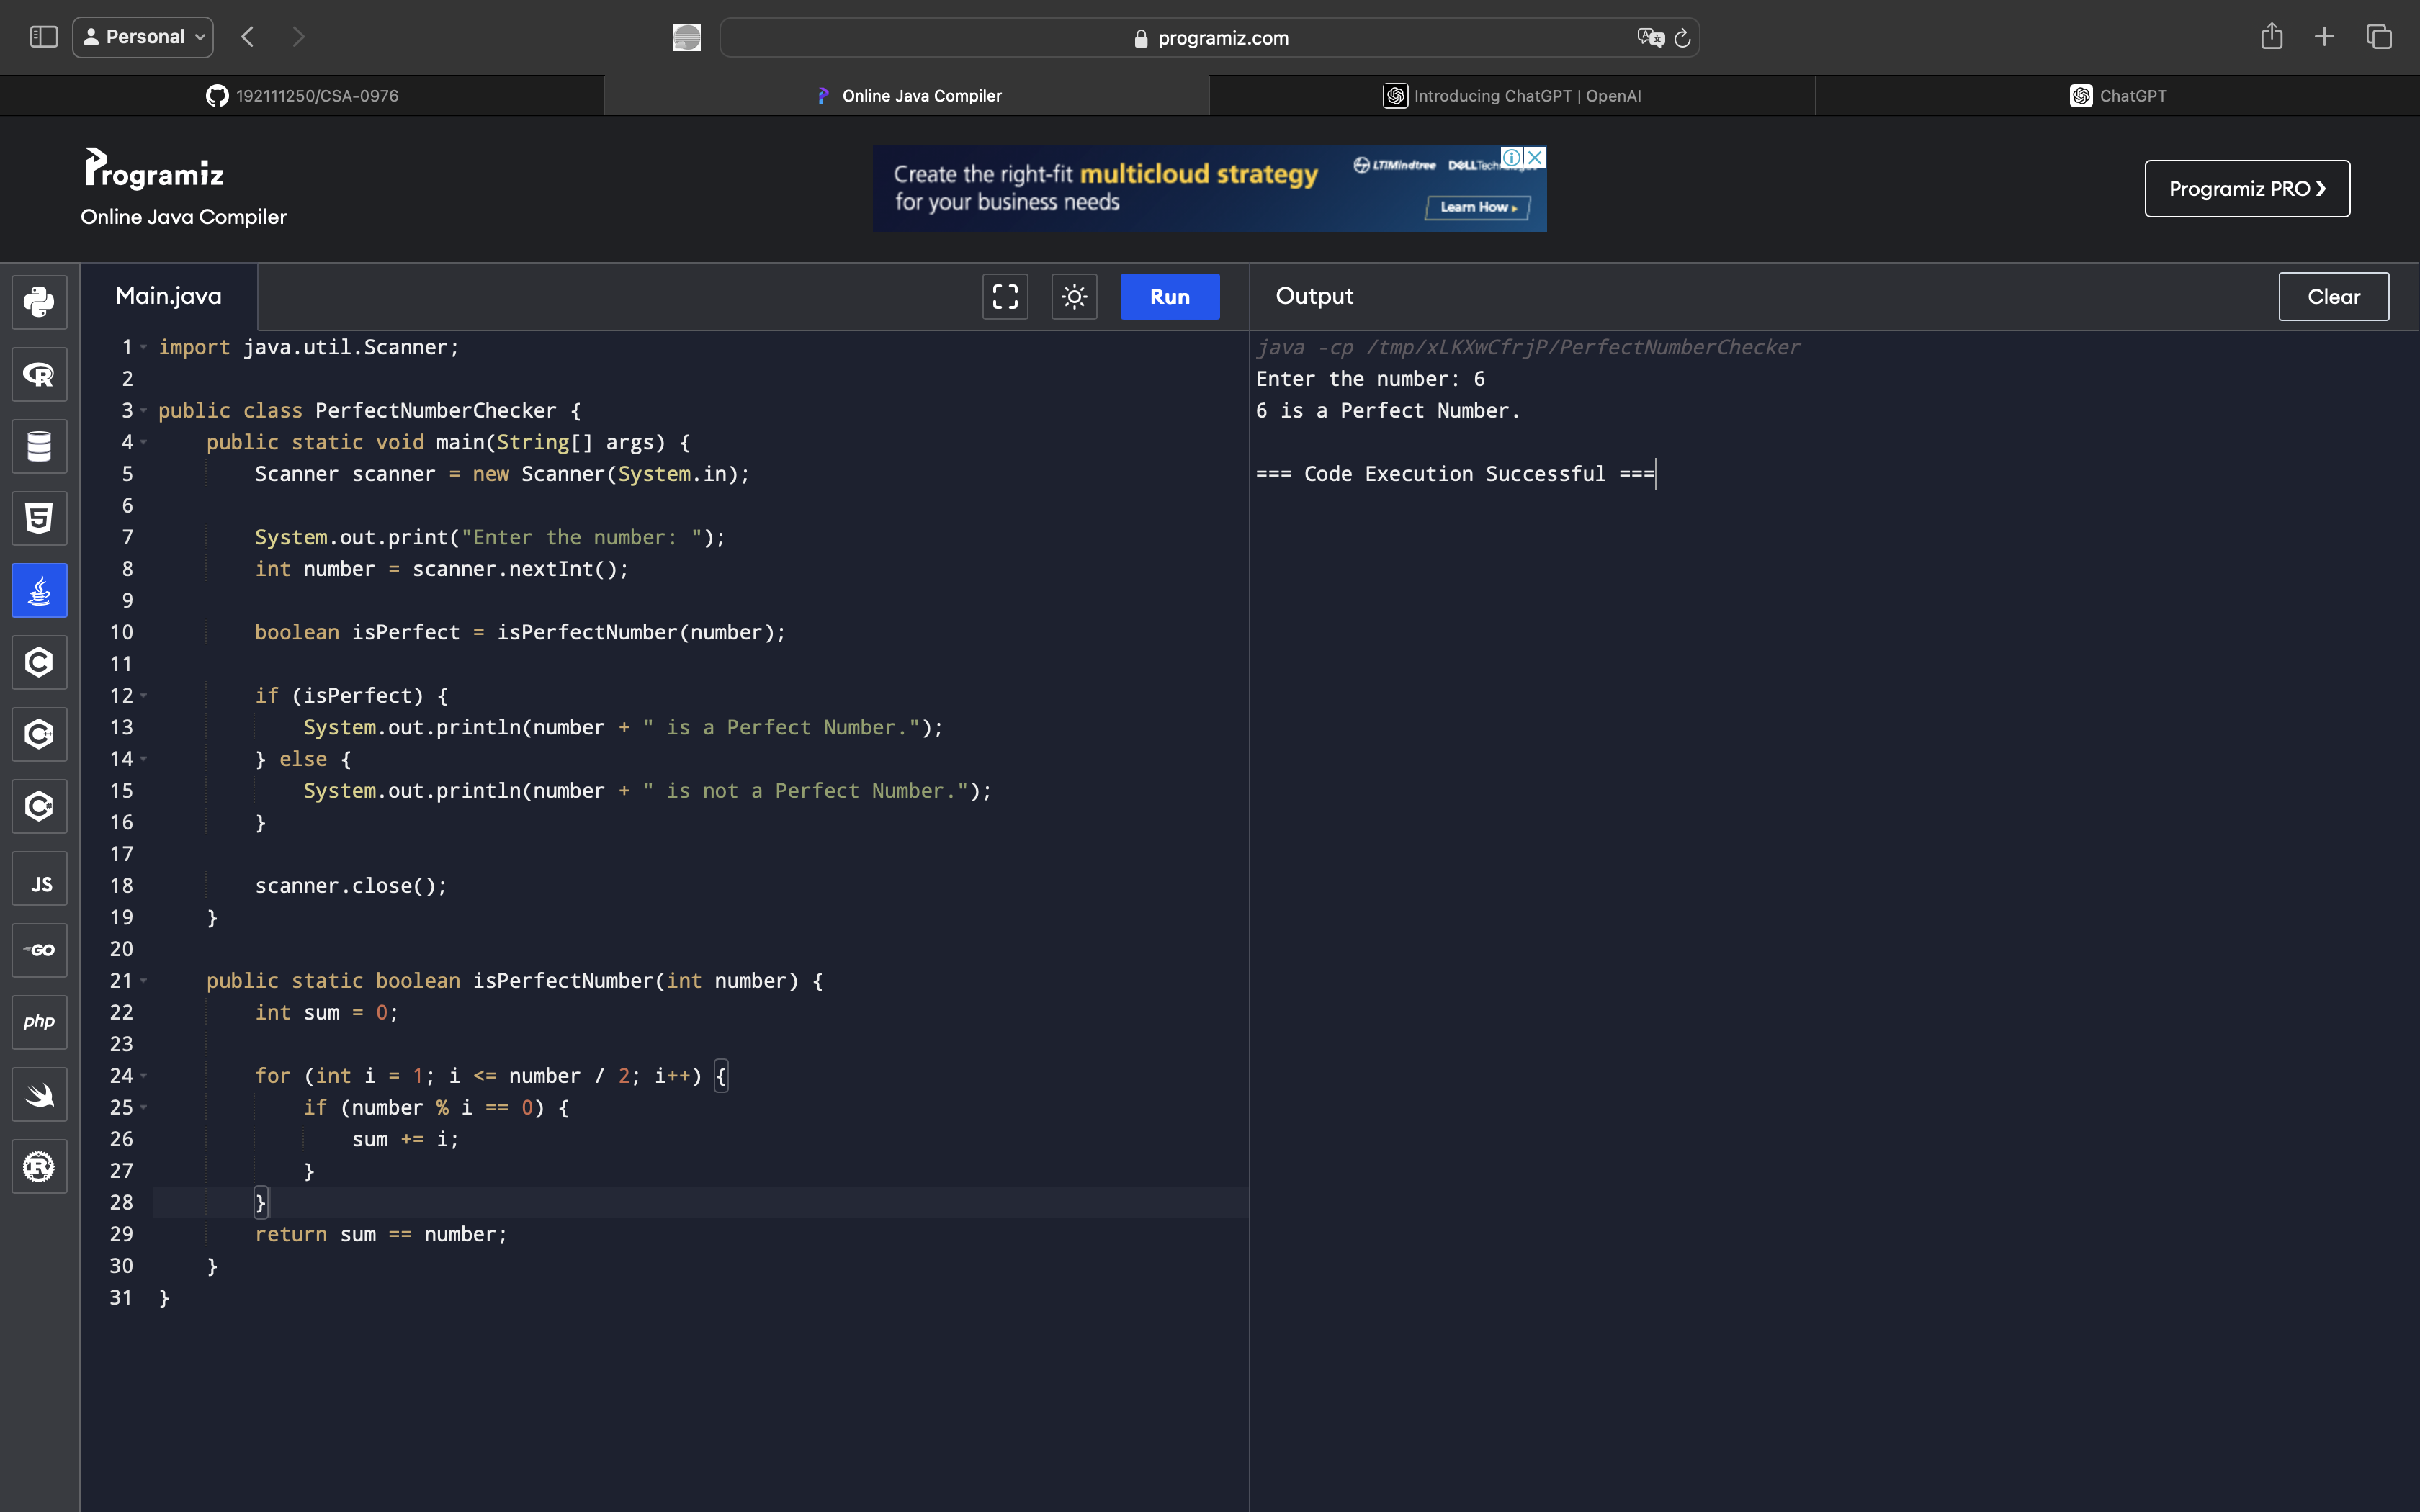 Personal
programiz.com
192111250/CSA-0976
Online Java Compiler
Introducing ChatGPT | OpenAI
ChatGPT
Programiz
Online Java Compiler
Create the right-fit multicloud strategy
for your business needs
LTIMindtree
Learn How
Programiz PRO ❯
Main.java
Run
Output
Clear
1 import java.util.Scanner;
2
3 public class PerfectNumberChecker {
4     public static void main(String[] args) {
5         Scanner scanner = new Scanner(System.in);
6
7         System.out.print("Enter the number: ");
8         int number = scanner.nextInt();
9
10         boolean isPerfect = isPerfectNumber(number);
11
12         if (isPerfect) {
13             System.out.println(number + " is a Perfect Number.");
14         } else {
15             System.out.println(number + " is not a Perfect Number.");
16         }
17
18         scanner.close();
19     }
20
21     public static boolean isPerfectNumber(int number) {
22         int sum = 0;
23
24         for (int i = 1; i <= number / 2; i++) {
25             if (number % i == 0) {
26                 sum += i;
27             }
28         }
29         return sum == number;
30     }
31 }
java -cp /tmp/xLKXwCfrjP/PerfectNumberChecker
Enter the number: 6
6 is a Perfect Number.
=== Code Execution Successful ===
R
5
C
C++
C#
JS
GO
php
R